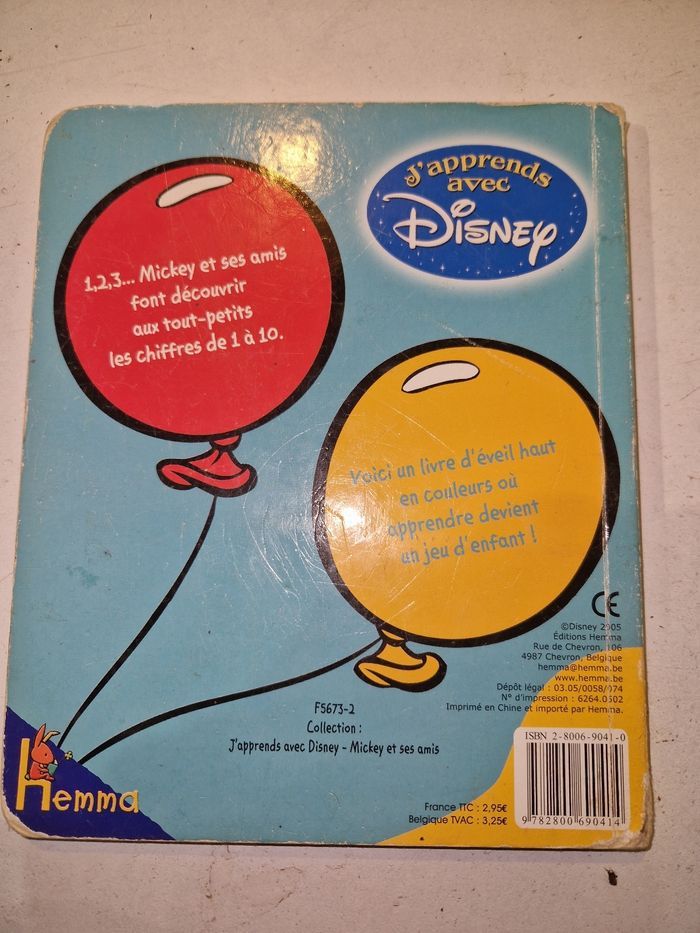 J'apprends
avec
Disney
1,2,3... Mickey et ses amis
font découvrir
aux tout-petits
les chiffres de 1 à 10.
Voici un livre d'éveil haut
en couleurs où
apprendre devient
un jeu d'enfant !
CE
©Disney 2005
Éditions Hemma
Rue de Chevron, 106
4987 Chevron, Belgique
hemma@hemma.be
www.hemma.be
Dépôt légal : 03.05/0058/074
N° d'impression : 6264.0502
Imprimé en Chine et importé par Hemma.
F5673-2
Collection :
J'apprends avec Disney - Mickey et ses amis
ISBN 2-8006-9041-0
9 782800 690414
France TTC : 2,95€
Belgique TVAC : 3,25€
hemma